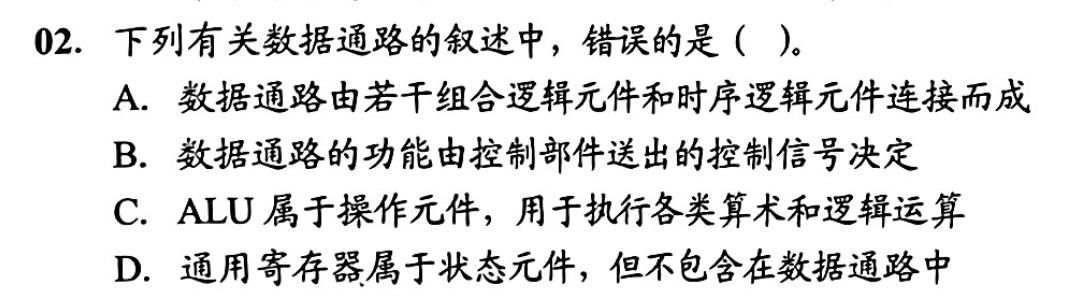 02. 下列有关数据通路的叙述中，错误的是（ ）。
A. 数据通路由若干组合逻辑元件和时序逻辑元件连接而成
B. 数据通路的功能由控制部件送出的控制信号决定
C. ALU 属于操作元件，用于执行各类算术和逻辑运算
D. 通用寄存器属于状态元件，但不包含在数据通路中